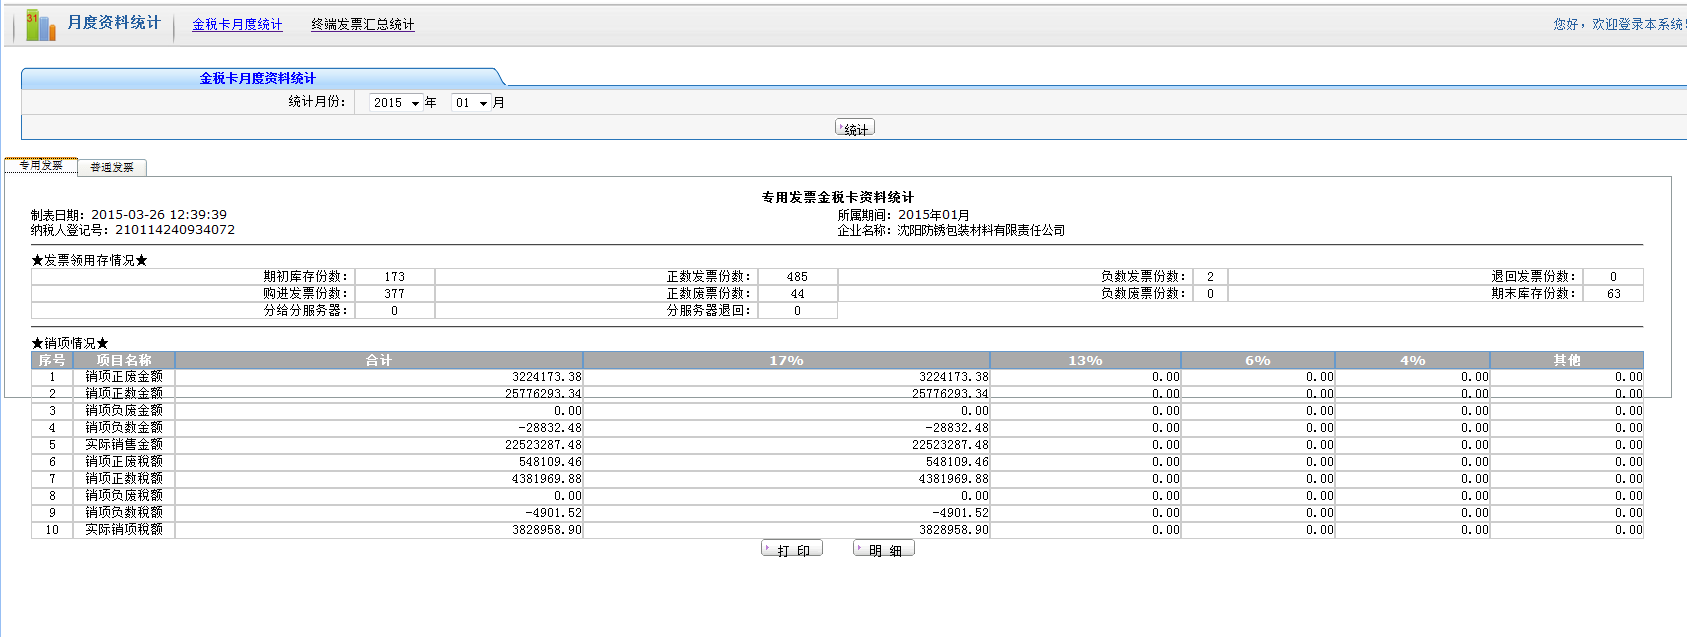 31 月度资料统计 金税卡月度统计 终端发票汇总统计 您好，欢迎登录本系统!
金税卡月度资料统计
统计月份： 2015 年 01 月
统计
专用发票 普通发票
专用发票金税卡资料统计
制表日期：2015-03-26 12:39:39 所属期间：2015年01月
纳税人登记号：210114240934072 企业名称：沈阳防锈包装材料有限责任公司
★发票领用存情况★
期初库存份数： 173 正数发票份数： 485 负数发票份数： 2 退回发票份数： 0
购进发票份数： 377 正数废票份数： 44 负数废票份数： 0 期末库存份数： 63
分给分服务器： 0 分服务器退回： 0
★销项情况★
序号 项目名称 合计 17% 13% 6% 4% 其他
1 销项正废金额 3224173.38 3224173.38 0.00 0.00 0.00 0.00
2 销项正数金额 25776293.34 25776293.34 0.00 0.00 0.00 0.00
3 销项负废金额 0.00 0.00 0.00 0.00 0.00 0.00
4 销项负数金额 -28832.48 -28832.48 0.00 0.00 0.00 0.00
5 实际销售金额 22523287.48 22523287.48 0.00 0.00 0.00 0.00
6 销项正废税额 548109.46 548109.46 0.00 0.00 0.00 0.00
7 销项正数税额 4381969.88 4381969.88 0.00 0.00 0.00 0.00
8 销项负废税额 0.00 0.00 0.00 0.00 0.00 0.00
9 销项负数税额 -4901.52 -4901.52 0.00 0.00 0.00 0.00
10 实际销项税额 3828958.90 3828958.90 0.00 0.00 0.00 0.00
打 印 明 细